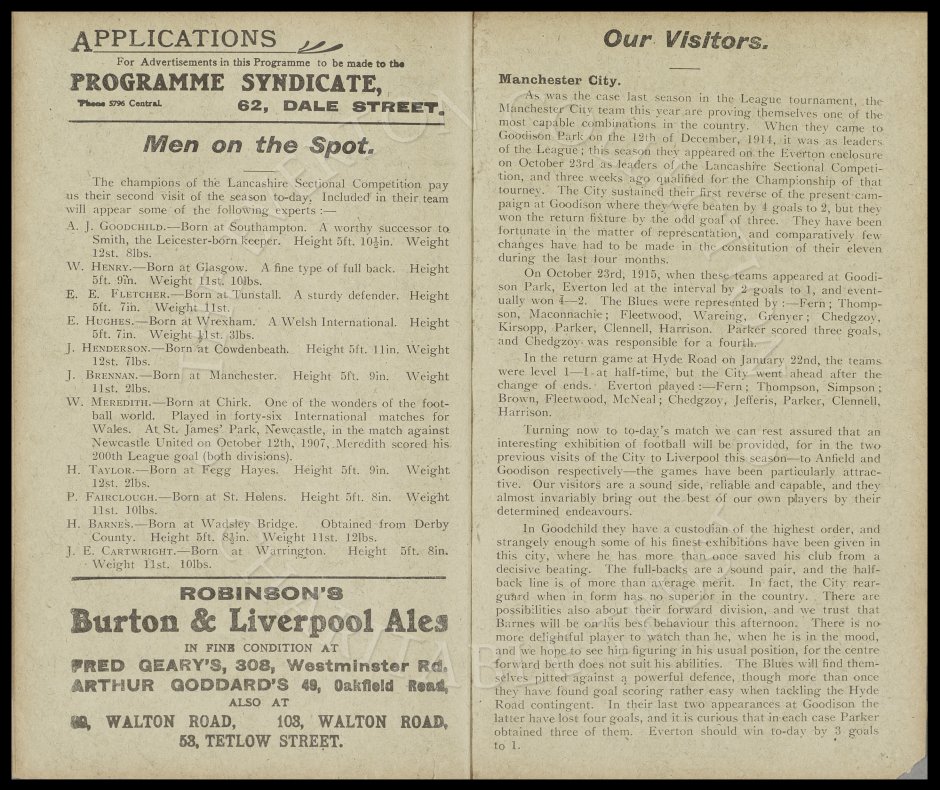 APPLICATIONS
For Advertisements in this Programme to be made to the
PROGRAMME SYNDICATE,
Phone 5796 Central. 62, DALE STREET.
Men on the Spot.
The champions of the Lancashire Sectional Competition pay
us their second visit of the season to-day. Included in their team
will appear some of the following experts :—
A. J. GOODCHILD.—Born at Southampton. A worthy successor to
Smith, the Leicester-born keeper. Height 5ft. 10½in. Weight
12st. 8lbs.
W. HENRY.—Born at Glasgow. A fine type of full back. Height
5ft. 9in. Weight 11st. 10lbs.
E. E. FLETCHER.—Born at Tunstall. A sturdy defender. Height
5ft. 7in. Weight 11st.
E. HUGHES.—Born at Wrexham. A Welsh International. Height
5ft. 7in. Weight 11st. 3lbs.
J. HENDERSON.—Born at Cowdenbeath. Height 5ft. 11in. Weight
12st. 7lbs.
J. BRENNAN.—Born at Manchester. Height 5ft. 9in. Weight
11st. 2lbs.
W. MEREDITH.—Born at Chirk. One of the wonders of the foot-
ball world. Played in forty-six International matches for
Wales. At St. James' Park, Newcastle, in the match against
Newcastle United on October 12th, 1907, Meredith scored his
200th League goal (both divisions).
H. TAYLOR.—Born at Fegg Hayes. Height 5ft. 9in. Weight
12st. 2lbs.
P. FAIRCLOUGH.—Born at St. Helens. Height 5ft. 8in. Weight
11st. 10lbs.
H. BARNES.—Born at Wadsley Bridge. Obtained from Derby
County. Height 5ft. 8½in. Weight 11st. 12lbs.
J. E. CARTWRIGHT.—Born at Warrington. Height 5ft. 8in.
Weight 11st. 10lbs.
ROBINSON'S
Burton & Liverpool Ales
IN FINE CONDITION AT
FRED GEARY'S, 308, Westminster Rd.
ARTHUR GODDARD'S 49, Oakfield Road,
ALSO AT
WALTON ROAD, 103, WALTON ROAD,
53, TETLOW STREET.
Our Visitors.
Manchester City.
As was the case last season in the League tournament, the
Manchester City team this year are proving themselves one of the
most capable combinations in the country. When they came to
Goodison Park on the 12th of December, 1914, it was as leaders
of the League; this season they appeared on the Everton enclosure
on October 23rd as leaders of the Lancashire Sectional Competi-
tion, and three weeks ago qualified for the Championship of that
tourney. The City sustained their first reverse of the present cam-
paign at Goodison where they were beaten by 4 goals to 2, but they
won the return fixture by the odd goal of three. They have been
fortunate in the matter of representation, and comparatively few
changes have had to be made in the constitution of their eleven
during the last four months.
On October 23rd, 1915, when these teams appeared at Goodi-
son Park, Everton led at the interval by 2 goals to 1, and event-
ually won 4—2. The Blues were represented by :—Fern; Thomp-
son, Maconnachie; Fleetwood, Wareing, Grenyer; Chedgzoy,
Kirsopp, Parker, Clennell, Harrison. Parker scored three goals,
and Chedgzoy was responsible for a fourth.
In the return game at Hyde Road on January 22nd, the teams
were level 1—1 at half-time, but the City went ahead after the
change of ends. Everton played :—Fern; Thompson, Simpson;
Brown, Fleetwood, McNeal; Chedgzoy, Jefferis, Parker, Clennell,
Harrison.
Turning now to to-day's match we can rest assured that an
interesting exhibition of football will be provided, for in the two
previous visits of the City to Liverpool this season—to Anfield and
Goodison respectively—the games have been particularly attrac-
tive. Our visitors are a sound side, reliable and capable, and they
almost invariably bring out the best of our own players by their
determined endeavours.
In Goodchild they have a custodian of the highest order, and
strangely enough some of his finest exhibitions have been given in
this city, where he has more than once saved his club from a
decisive beating. The full-backs are a sound pair, and the half-
back line is of more than average merit. In fact, the City rear-
guard when in form has no superior in the country. There are
possibilities also about their forward division, and we trust that
Barnes will be on his best behaviour this afternoon. There is no
more delightful player to watch than he, when he is in the mood,
and we hope to see him figuring in his usual position, for the centre
forward berth does not suit his abilities. The Blues will find them-
selves pitted against a powerful defence, though more than once
they have found goal scoring rather easy when tackling the Hyde
Road contingent. In their last two appearances at Goodison the
latter have lost four goals, and it is curious that in each case Parker
obtained three of them. Everton should win to-day by 3 goals
to 1.